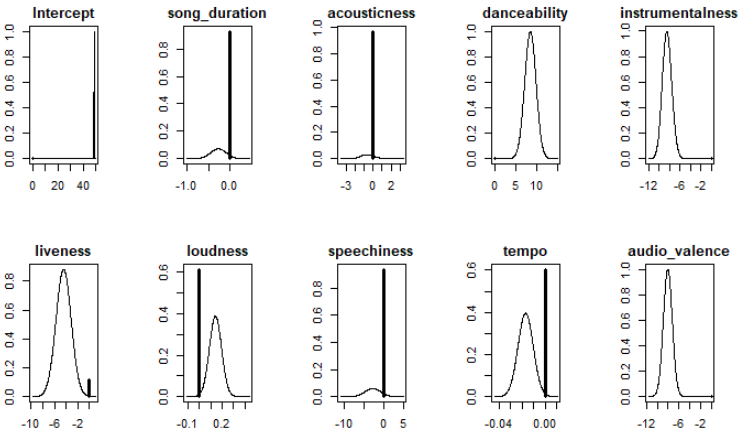 Intercept song_duration acousticness danceability instrumentalness
0.0 0.2 0.4 0.6 0.8 1.0
0 20 40
0.0 0.2 0.4 0.6 0.8
-1.0 0.0
0.0 0.2 0.4 0.6 0.8
-3 0 2
0.0 0.2 0.4 0.6 0.8 1.0
0 5 10
0.0 0.2 0.4 0.6 0.8 1.0
-12 -6 -2
liveness loudness speechiness tempo audio_valence
0.0 0.2 0.4 0.6 0.8
-10 -6 -2
0.0 0.2 0.4 0.6
-0.1 0.2
0.0 0.2 0.4 0.6 0.8
-10 0 5
0.0 0.2 0.4 0.6
-0.04 0.00
0.0 0.2 0.4 0.6 0.8 1.0
-12 -6 -2